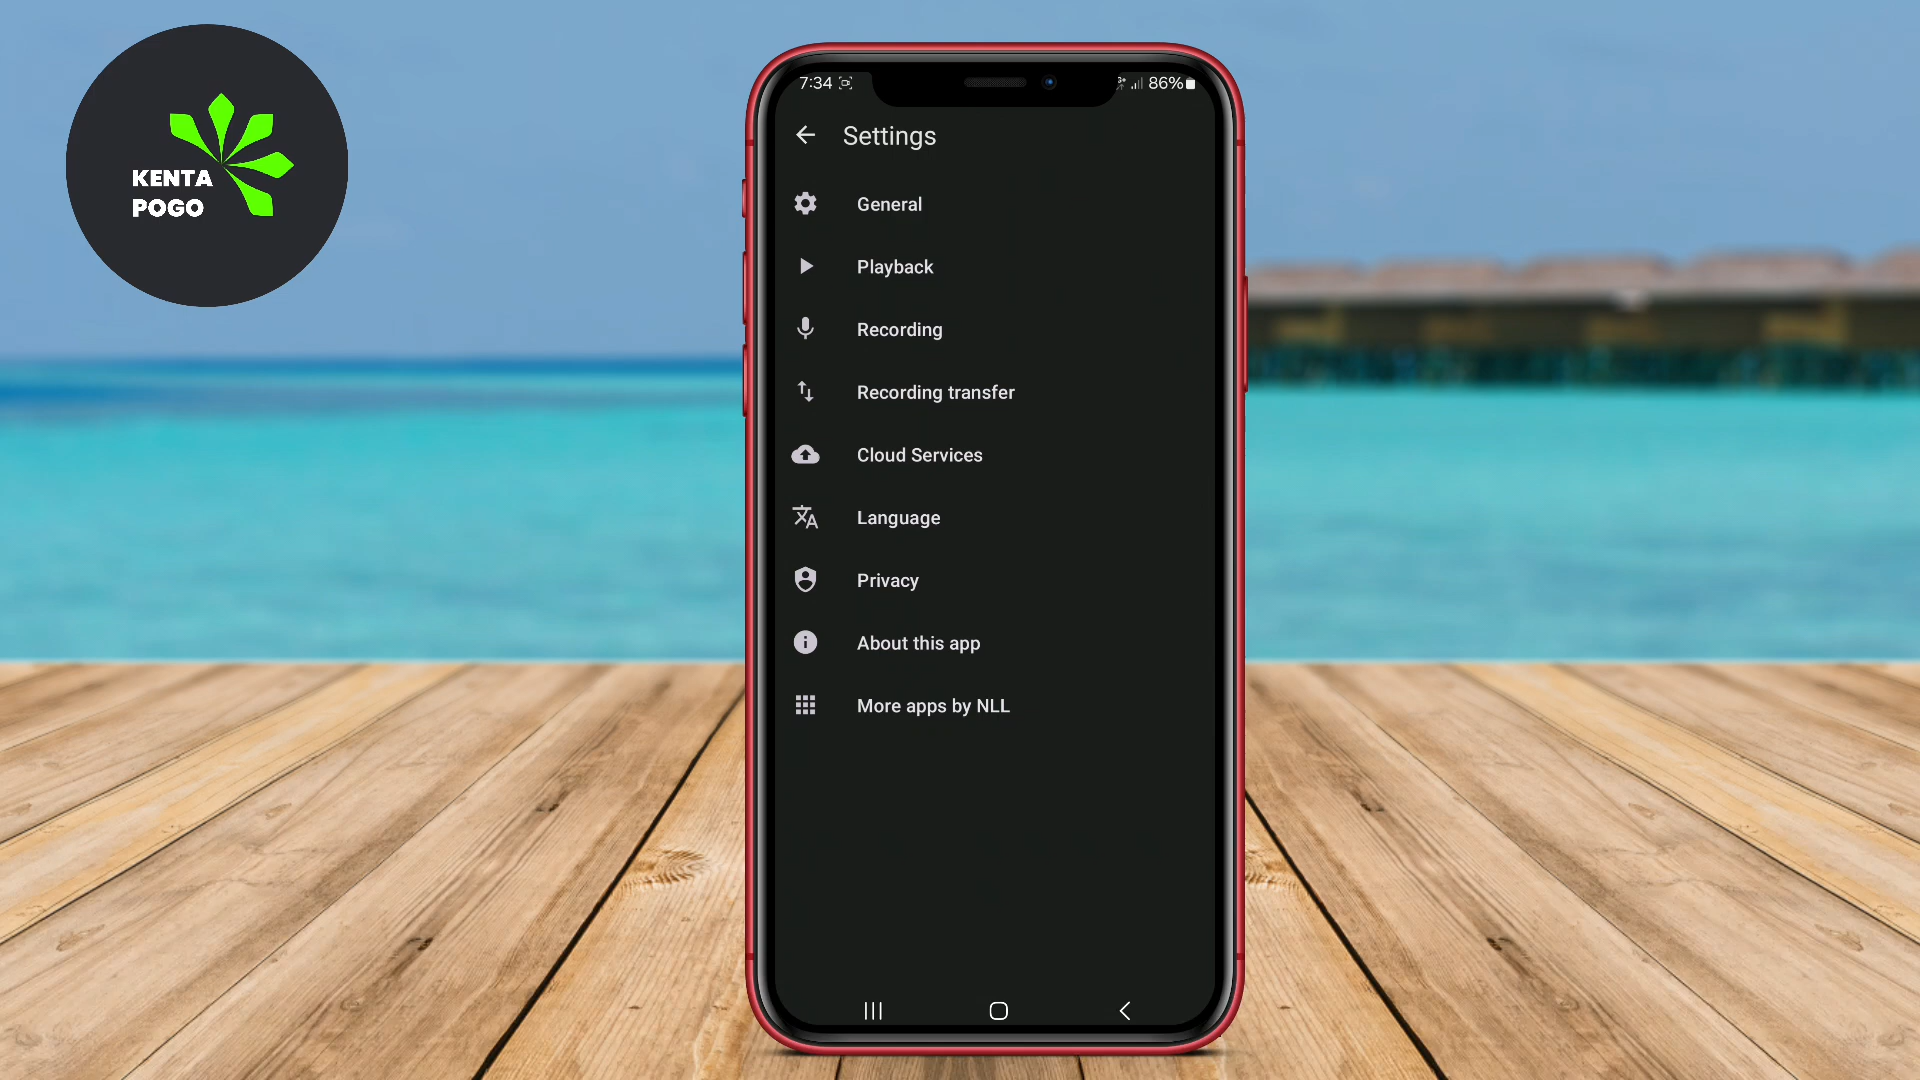 KENTA
POGO
7:34
86%
Settings
General
Playback
Recording
Recording transfer
Cloud Services
Language
Privacy
About this app
More apps by NLL